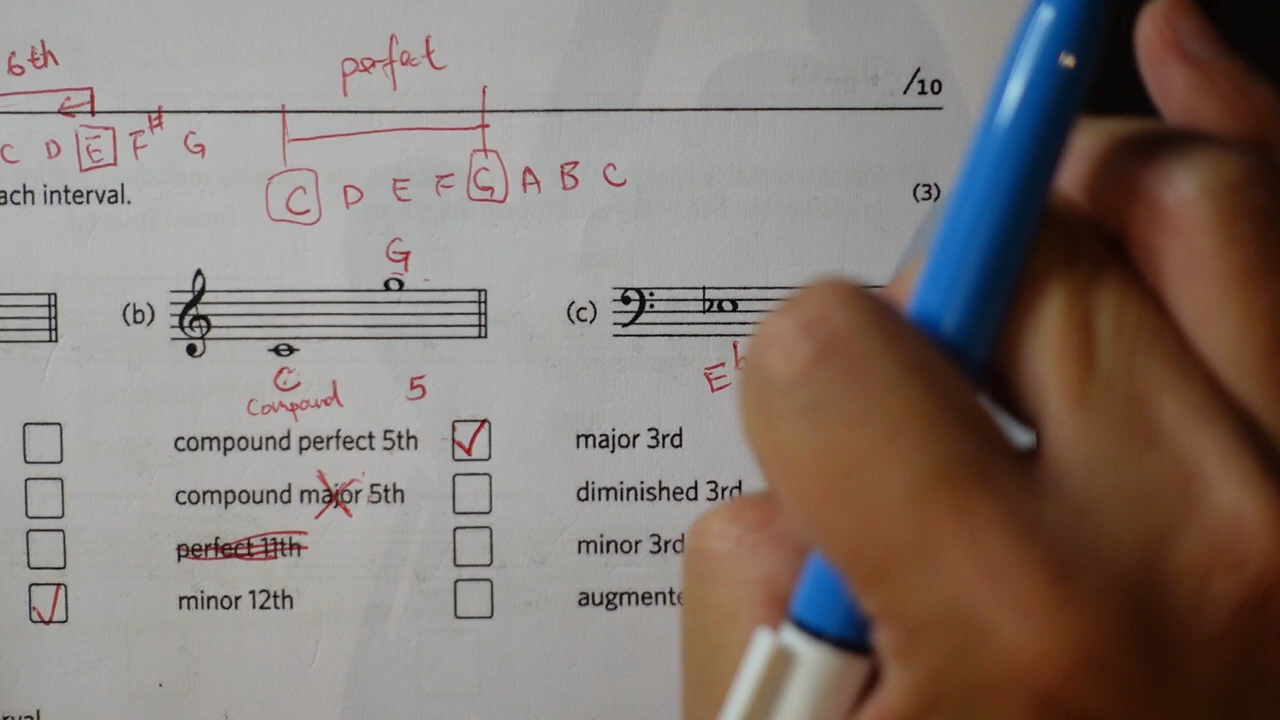 6th
perfect
/10
C D E F# G
C D E F G A B C
ach interval.
(3)
G
(b)
(c)
C
E♭
Compound
5
compound perfect 5th
major 3rd
compound major 5th
diminished 3rd
perfect 11th
minor 3rd
minor 12th
augmente